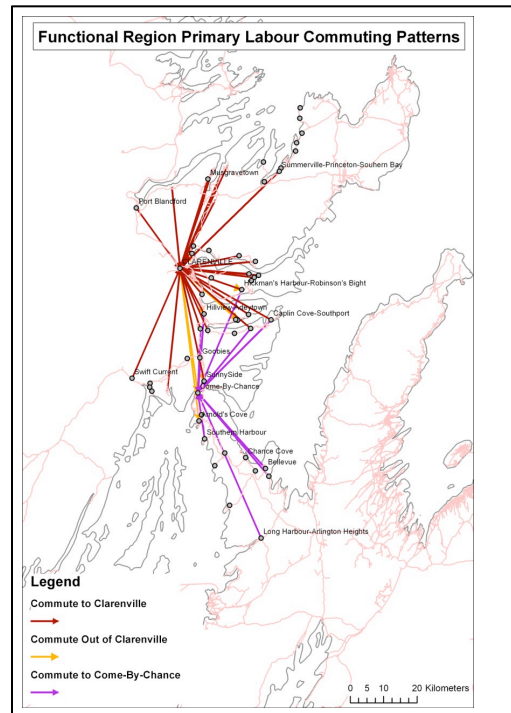 Functional Region Primary Labour Commuting Patterns
Musgravetown
Summerville-Princeton-Southern Bay
Port Blandford
CLARENVILLE
Hickman's Harbour-Robinson's Bight
Hillview-Adeytown
Caplin Cove-Southport
Goobies
Swift Current
SunnySide
Come-By-Chance
Arnold's Cove
Southern Harbour
Chance Cove
Bellevue
Long Harbour-Arlington Heights
Legend
Commute to Clarenville
Commute Out of Clarenville
Commute to Come-By-Chance
0 5 10 20 Kilometers